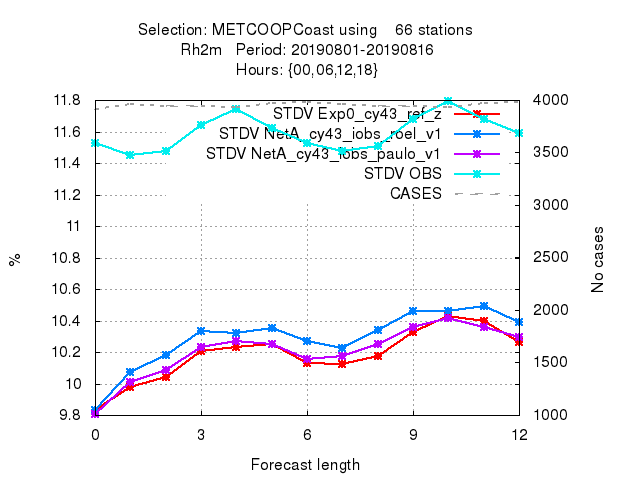 Selection: METCOOPCoast using 66 stations
Rh2m Period: 20190801-20190816
Hours: {00,06,12,18}
STDV Exp0_cy43_ref_z
STDV NetA_cy43_iobs_roel_v1
STDV NetA_cy43_iobs_paulo_v1
STDV OBS
CASES
11.8
11.6
11.4
11.2
11
10.8
10.6
10.4
10.2
10
9.8
%
4000
3500
3000
2500
2000
1500
1000
No cases
0 3 6 9 12
Forecast length